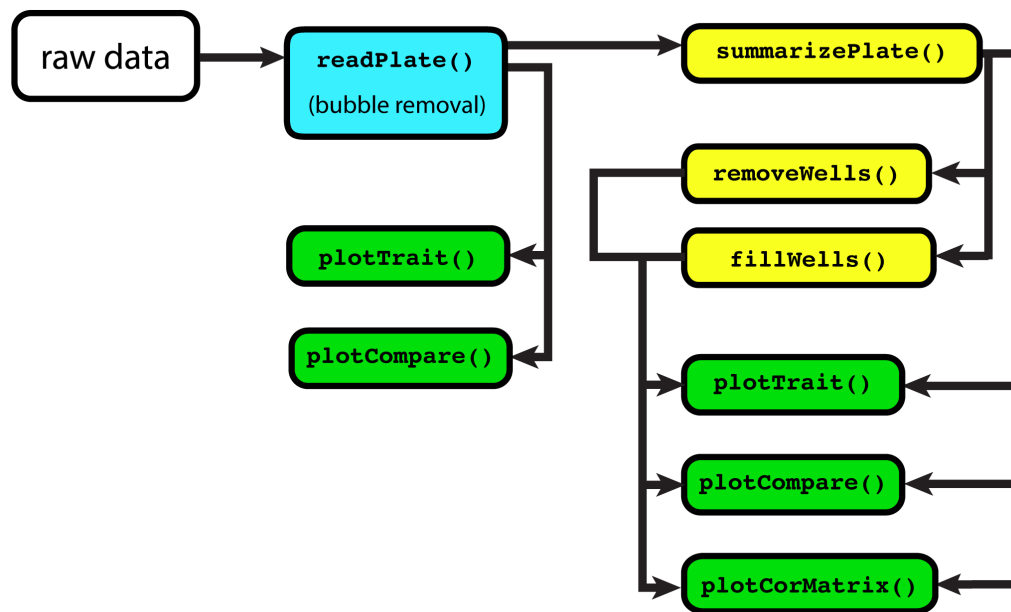 raw data
readPlate()
(bubble removal)
summarizePlate()
removeWells()
plotTrait()
fillWells()
plotCompare()
plotTrait()
plotCompare()
plotCorMatrix()